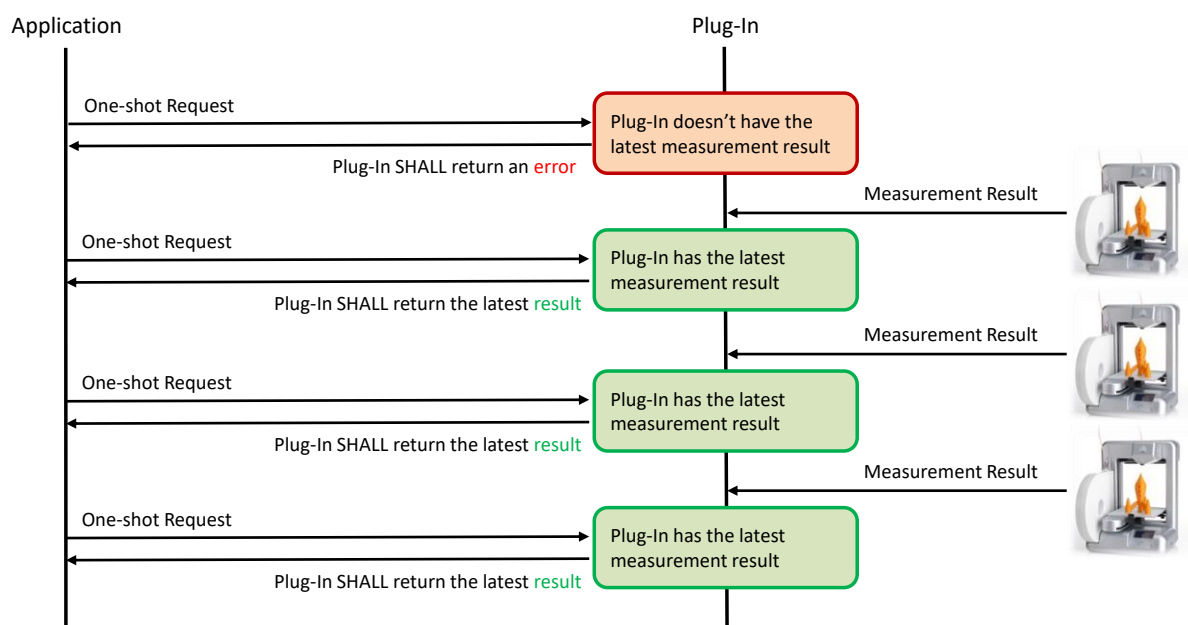 Application
Plug-In
One-shot Request
Plug-In doesn’t have the
latest measurement result
Plug-In SHALL return an error
Measurement Result
One-shot Request
Plug-In has the latest
measurement result
Plug-In SHALL return the latest result
Measurement Result
One-shot Request
Plug-In has the latest
measurement result
Plug-In SHALL return the latest result
Measurement Result
One-shot Request
Plug-In has the latest
measurement result
Plug-In SHALL return the latest result